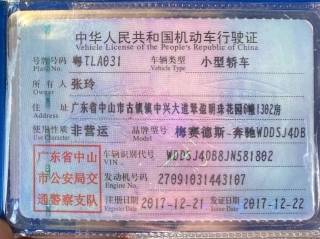 中华人民共和国机动车行驶证
Vehicle License of the People's Republic of China
号牌号码 粤TLA031 车辆类型 小型轿车
Plate No. Vehicle Type
所有人 张玲
Owner
住址 广东省中山市古镇镇中兴大道翠盈明珠花园6幢1302房
Address
使用性质 非营运 品牌型号 梅赛德斯-奔驰WDDSJ4DB
Use Character Model
广东省中山市公安局交通警察支队
车辆识别代号 WDDSJ4DB8JN581802
VIN
发动机号码 27091031443107
Engine No.
注册日期 2017-12-21 发证日期 2017-12-22
Register Date Issue Date